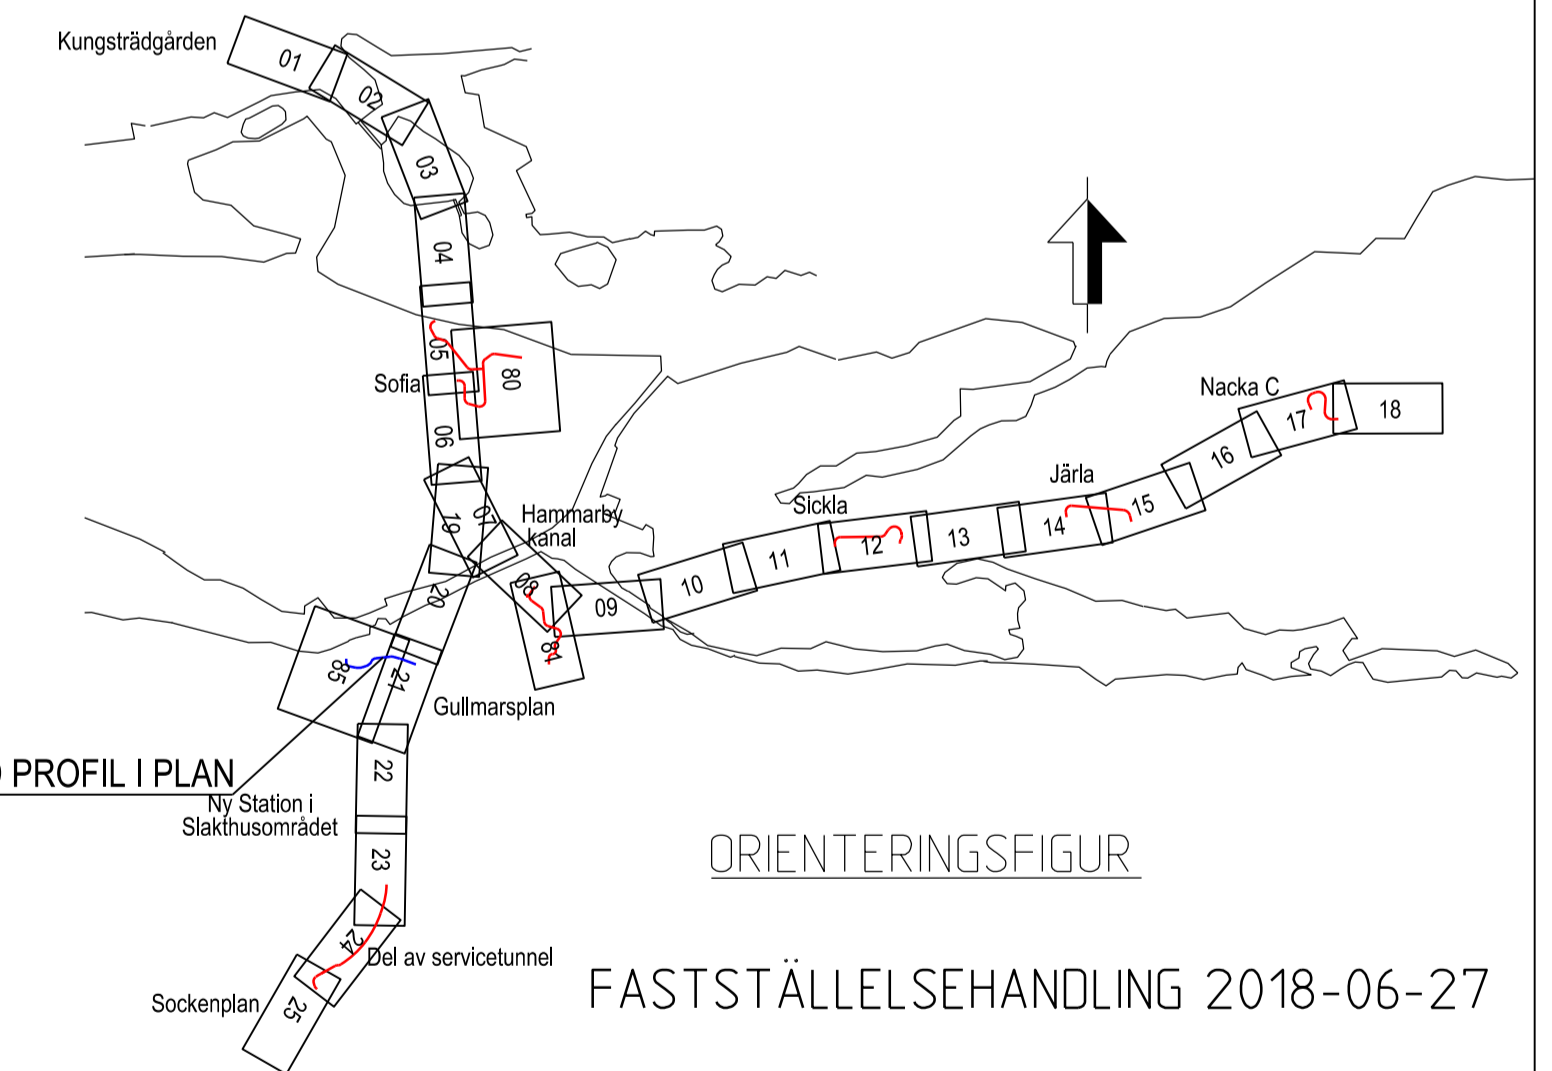 Kungsträdgården
01
02
03
04
05
80
Sofia
06
19
07
Hammarby
kanal
20
08
09
81
10
11
Sickla
12
13
Järla
14
15
16
Nacka C
17
18
85
21
Gullmarsplan
PROFIL I PLAN
22
Ny Station i
Slakthusområdet
23
24
Del av servicetunnel
Sockenplan
25
ORIENTERINGSFIGUR
FASTSTÄLLELSEHANDLING 2018-06-27